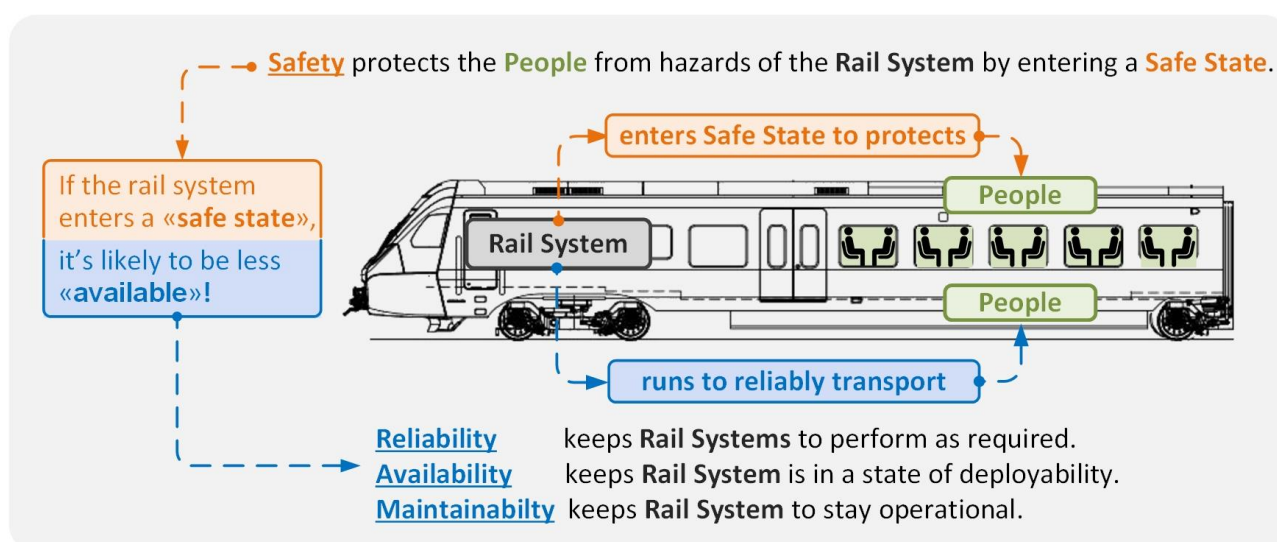 Safety protects the People from hazards of the Rail System by entering a Safe State.
enters Safe State to protects
If the rail system
enters a «safe state»,
it's likely to be less
«available»!
People
Rail System
People
runs to reliably transport
Reliability keeps Rail Systems to perform as required.
Availability keeps Rail System is in a state of deployability.
Maintainabilty keeps Rail System to stay operational.